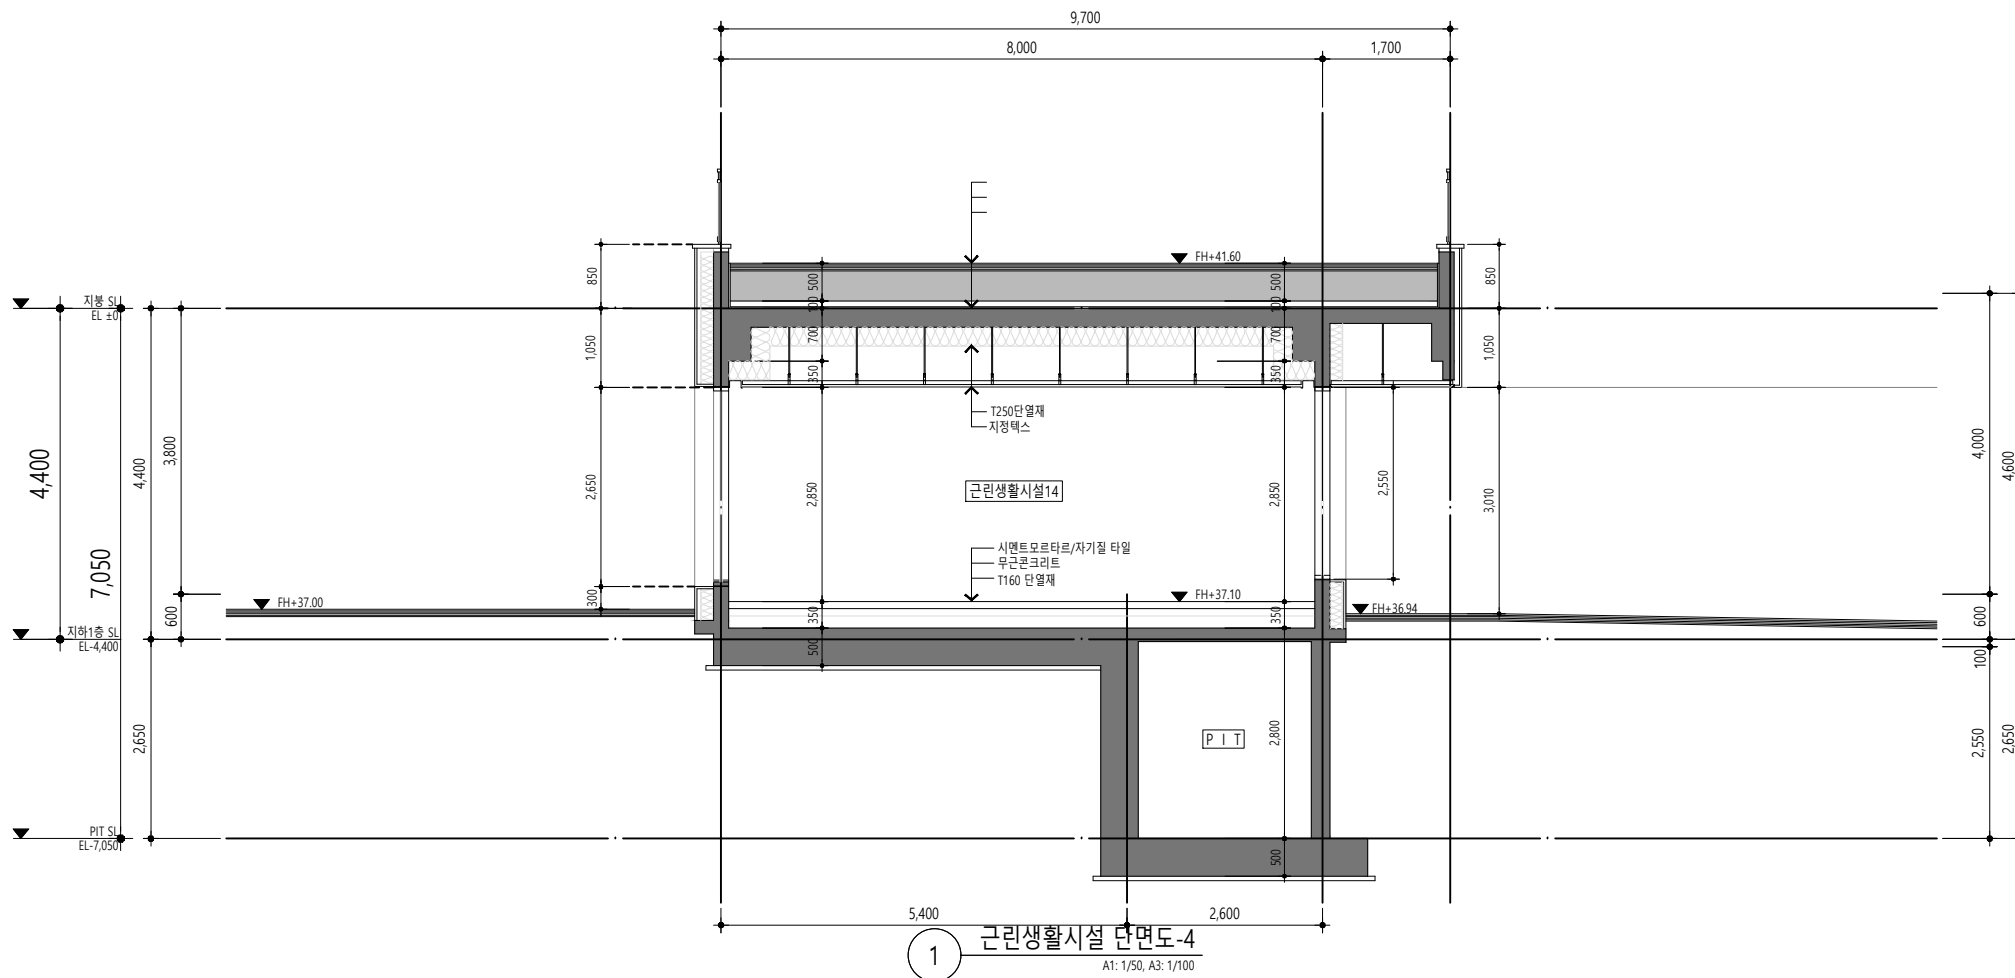 9,700
8,000
1,700
850
500
FH+41.60
500
850
지붕 SL
EL ±0
100
100
1,050
700
700
1,050
350
350
T250단열재
지정텍스
4,400
4,400
3,800
2,650
2,850
근린생활시설14
2,850
2,550
3,010
4,000
4,600
7,050
시멘트모르타르/자기질 타일
무근콘크리트
T160 단열재
600
FH+37.00
300
FH+37.10
FH+36.94
350
350
600
지하1층 SL
EL-4,400
500
100
2,650
P I T
2,800
2,550
2,650
PIT SL
EL-7,050
500
5,400
2,600
1
근린생활시설 단면도-4
A1: 1/50, A3: 1/100